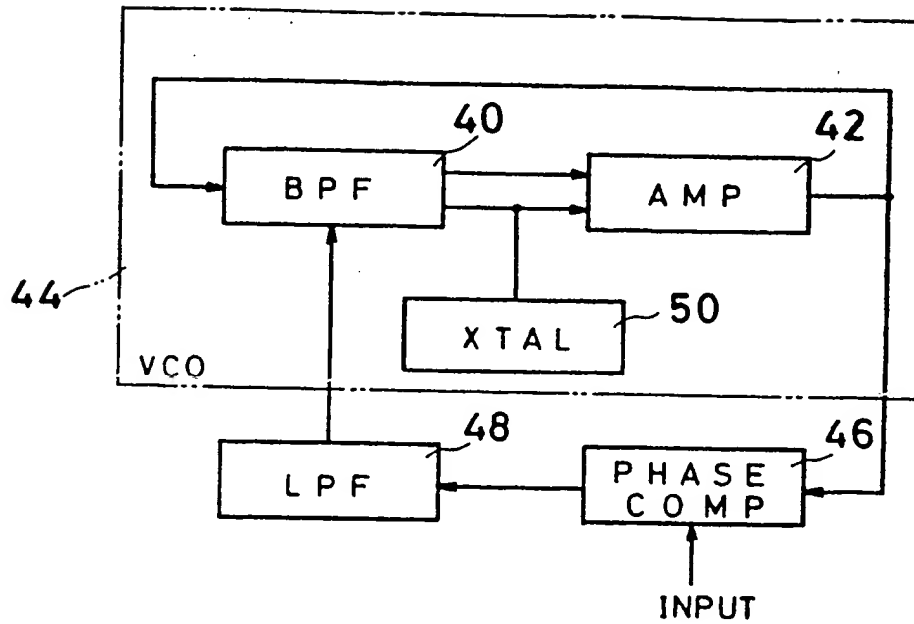 40
42
BPF
AMP
44
50
XTAL
VCO
48
46
LPF
PHASE
COMP
INPUT